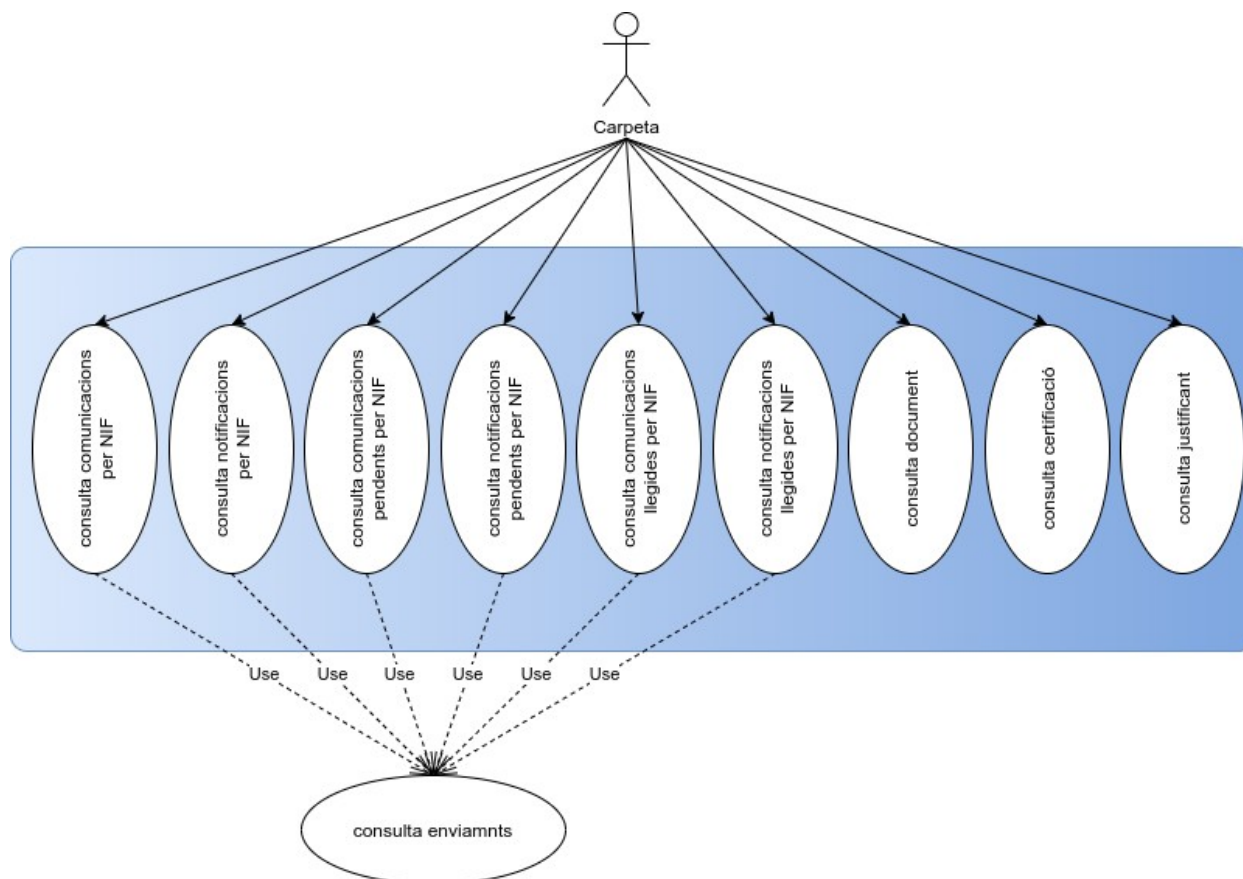 Carpeta
consulta comunicacions
per NIF
consulta notificacions
per NIF
consulta comunicacions
pendents per NIF
consulta notificacions
pendents per NIF
consulta comunicacions
llegides per NIF
consulta notificacions
llegides per NIF
consulta document
consulta certificació
consulta justificant
Use
Use
Use
Use
Use
Use
consulta enviamnts